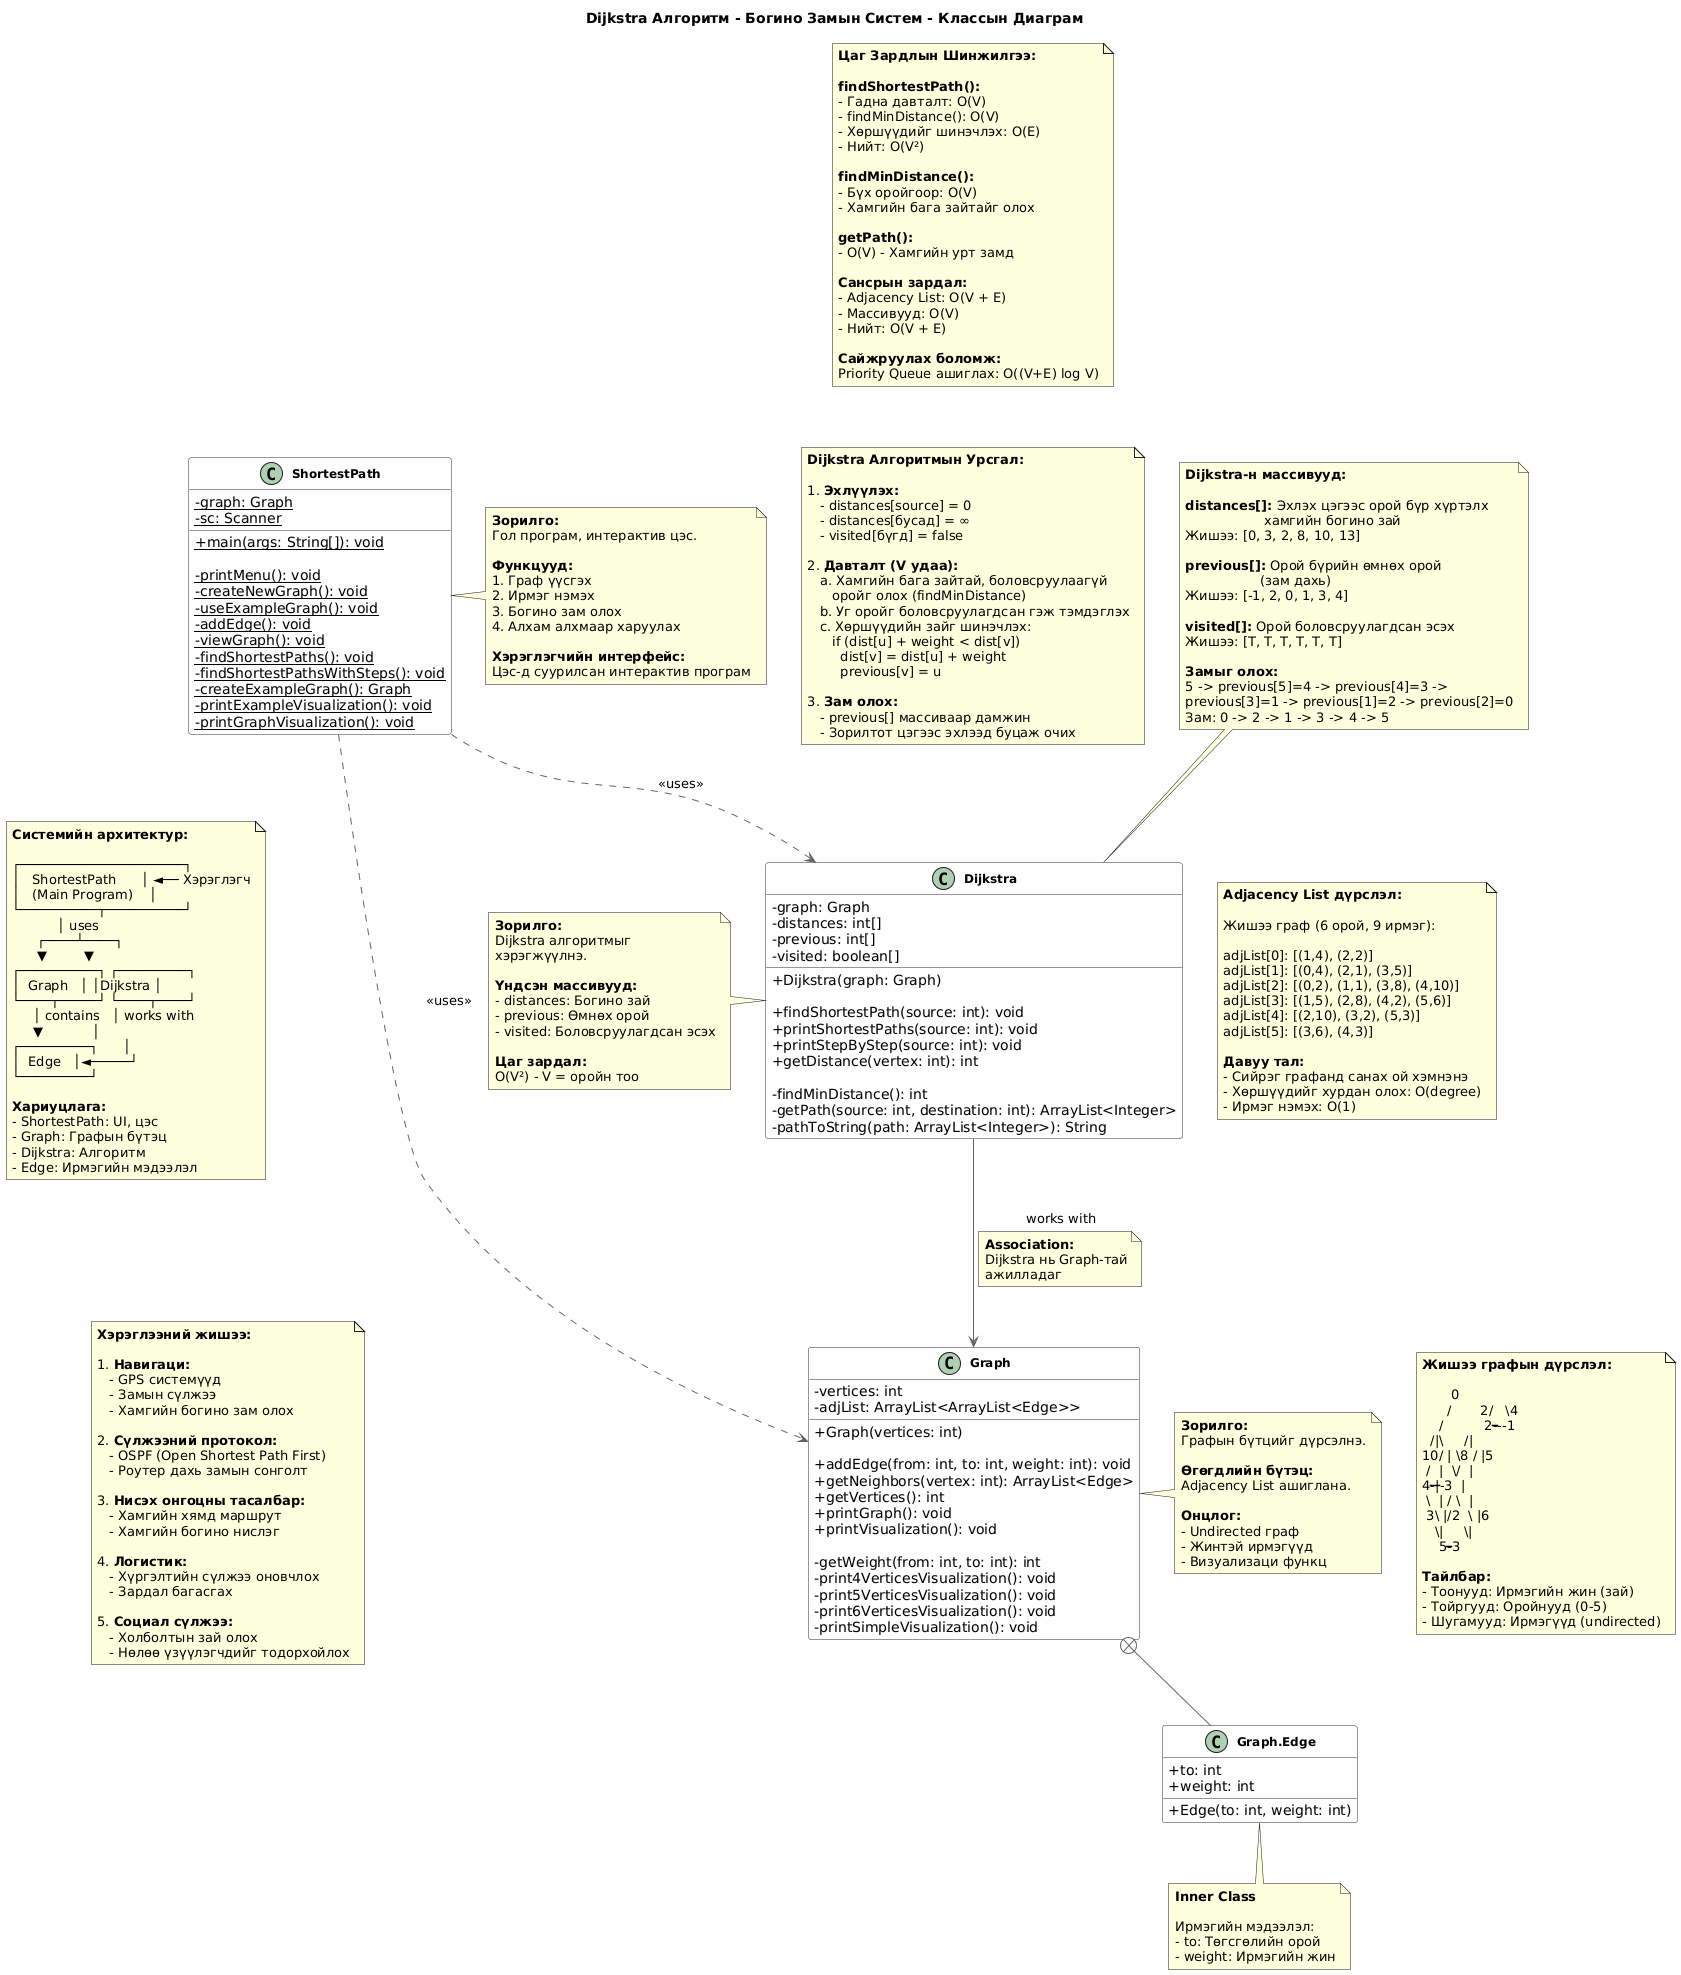 Dijkstra Алгоритм - Богино Замын Систем - Классын Диаграм
Цаг Зардлын Шинжилгээ:
findShortestPath():
- Гадна давталт: O(V)
- findMinDistance(): O(V)
- Хөршүүдийг шинэчлэх: O(E)
- Нийт: O(V²)
findMinDistance():
- Бүх оройгоор: O(V)
- Хамгийн бага зайтайг олох
getPath():
- O(V) - Хамгийн урт замд
Сансрын зардал:
- Adjacency List: O(V + E)
- Массивууд: O(V)
- Нийт: O(V + E)
Сайжруулах боломж:
Priority Queue ашиглах: O((V+E) log V)
ShortestPath
-graph: Graph
-sc: Scanner
+main(args: String[]): void
-printMenu(): void
-createNewGraph(): void
-useExampleGraph(): void
-addEdge(): void
-viewGraph(): void
-findShortestPaths(): void
-findShortestPathsWithSteps(): void
-createExampleGraph(): Graph
-printExampleVisualization(): void
-printGraphVisualization(): void
Зорилго:
Гол програм, интерактив цэс.
Функцууд:
1. Граф үүсгэх
2. Ирмэг нэмэх
3. Богино зам олох
4. Алхам алхмаар харуулах
Хэрэглэгчийн интерфейс:
Цэс-д суурилсан интерактив програм
Dijkstra Алгоритмын Урсгал:
1. Эхлүүлэх:
- distances[source] = 0
- distances[бусад] = ∞
- visited[бүгд] = false
2. Давталт (V удаа):
a. Хамгийн бага зайтай, боловсруулаагүй
оройг олох (findMinDistance)
b. Уг оройг боловсруулагдсан гэж тэмдэглэх
c. Хөршүүдийн зайг шинэчлэх:
if (dist[u] + weight < dist[v])
dist[v] = dist[u] + weight
previous[v] = u
3. Зам олох:
- previous[] массиваар дамжин
- Зорилтот цэгээс эхлээд буцаж очих
Dijkstra-н массивууд:
distances[]: Эхлэх цэгээс орой бүр хүртэлх
хамгийн богино зай
Жишээ: [0, 3, 2, 8, 10, 13]
previous[]: Орой бүрийн өмнөх орой
(зам дахь)
Жишээ: [-1, 2, 0, 1, 3, 4]
visited[]: Орой боловсруулагдсан эсэх
Жишээ: [T, T, T, T, T, T]
Замыг олох:
5 -> previous[5]=4 -> previous[4]=3 ->
previous[3]=1 -> previous[1]=2 -> previous[2]=0
Зам: 0 -> 2 -> 1 -> 3 -> 4 -> 5
«uses»
Системийн архитектур:
ShortestPath │◄── Хэрэглэгч
(Main Program) │
│ uses
▼ ▼
Graph │ │Dijkstra │
│ contains │ works with
▼ │
│
Edge │◄
Хариуцлага:
- ShortestPath: UI, цэс
- Graph: Графын бүтэц
- Dijkstra: Алгоритм
- Edge: Ирмэгийн мэдээлэл
«uses»
Зорилго:
Dijkstra алгоритмыг
хэрэгжүүлнэ.
Үндсэн массивууд:
- distances: Богино зай
- previous: Өмнөх орой
- visited: Боловсруулагдсан эсэх
Цаг зардал:
O(V²) - V = оройн тоо
Dijkstra
-graph: Graph
-distances: int[]
-previous: int[]
-visited: boolean[]
+Dijkstra(graph: Graph)
+findShortestPath(source: int): void
+printShortestPaths(source: int): void
+printStepByStep(source: int): void
+getDistance(vertex: int): int
-findMinDistance(): int
-getPath(source: int, destination: int): ArrayList<Integer>
-pathToString(path: ArrayList<Integer>): String
Adjacency List дүрслэл:
Жишээ граф (6 орой, 9 ирмэг):
adjList[0]: [(1,4), (2,2)]
adjList[1]: [(0,4), (2,1), (3,5)]
adjList[2]: [(0,2), (1,1), (3,8), (4,10)]
adjList[3]: [(1,5), (2,8), (4,2), (5,6)]
adjList[4]: [(2,10), (3,2), (5,3)]
adjList[5]: [(3,6), (4,3)]
Давуу тал:
- Сийрэг графанд санах ой хэмнэнэ
- Хөршүүдийг хурдан олох: O(degree)
- Ирмэг нэмэх: O(1)
works with
Association:
Dijkstra нь Graph-тай
ажилладаг
Хэрэглээний жишээ:
1. Навигаци:
- GPS системүүд
- Замын сүлжээ
- Хамгийн богино зам олох
2. Сүлжээний протокол:
- OSPF (Open Shortest Path First)
- Роутер дахь замын сонголт
3. Нисэх онгоцны тасалбар:
- Хамгийн хямд маршрут
- Хамгийн богино нислэг
4. Логистик:
- Хүргэлтийн сүлжээ оновчлох
- Зардал багасгах
5. Социал сүлжээ:
- Холболтын зай олох
- Нөлөө үзүүлэгчдийг тодорхойлох
Graph
-vertices: int
-adjList: ArrayList<ArrayList<Edge>>
+Graph(vertices: int)
+addEdge(from: int, to: int, weight: int): void
+getNeighbors(vertex: int): ArrayList<Edge>
+getVertices(): int
+printGraph(): void
+printVisualization(): void
-getWeight(from: int, to: int): int
-print4VerticesVisualization(): void
-print5VerticesVisualization(): void
-print6VerticesVisualization(): void
-printSimpleVisualization(): void
Зорилго:
Графын бүтцийг дүрсэлнэ.
Өгөгдлийн бүтэц:
Adjacency List ашиглана.
Онцлог:
- Undirected граф
- Жинтэй ирмэгүүд
- Визуализаци функц
Жишээ графын дүрслэл:
0
/ 2/ \4
/ 2--1
/|\ /|
10/ | \8 / |5
/ | \/ |
4-|-3 |
\ | / \ |
3\ |/2 \ |6
\| \|
5-3
Тайлбар:
- Тоонууд: Ирмэгийн жин (зай)
- Тойргууд: Оройнууд (0-5)
- Шугамууд: Ирмэгүүд (undirected)
Graph.Edge
+to: int
+weight: int
+Edge(to: int, weight: int)
Inner Class
Ирмэгийн мэдээлэл:
- to: Төгсгөлийн орой
- weight: Ирмэгийн жин